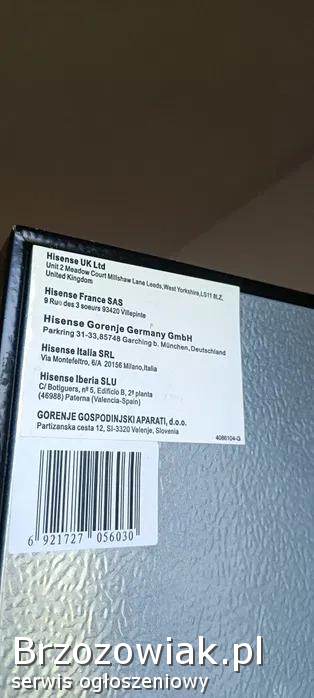 Hisense UK Ltd
Unit 2 Meadow Court Millshaw Lane Leeds,West Yorkshire,LS11 8LZ,
United Kingdom
Hisense France SAS
9 Rue des 3 soeurs 93420 Villepinte
Hisense Gorenje Germany GmbH
Parkring 31-33,85748 Garching b. München,Deutschland
Hisense Italia SRL
Via Montefeltro, 6/A 20156 Milano,Italia
Hisense Iberia SLU
C/ Botiguers, nº 5, Edificio B, 2ª planta
(46988) Paterna (Valencia-Spain)
GORENJE GOSPODINJSKI APARATI, d.o.o.
Partizanska cesta 12, SI-3320 Velenje, Slovenia
4086104-G
6 921727 056030
Brzozowiak.pl
serwis ogłoszeniowy